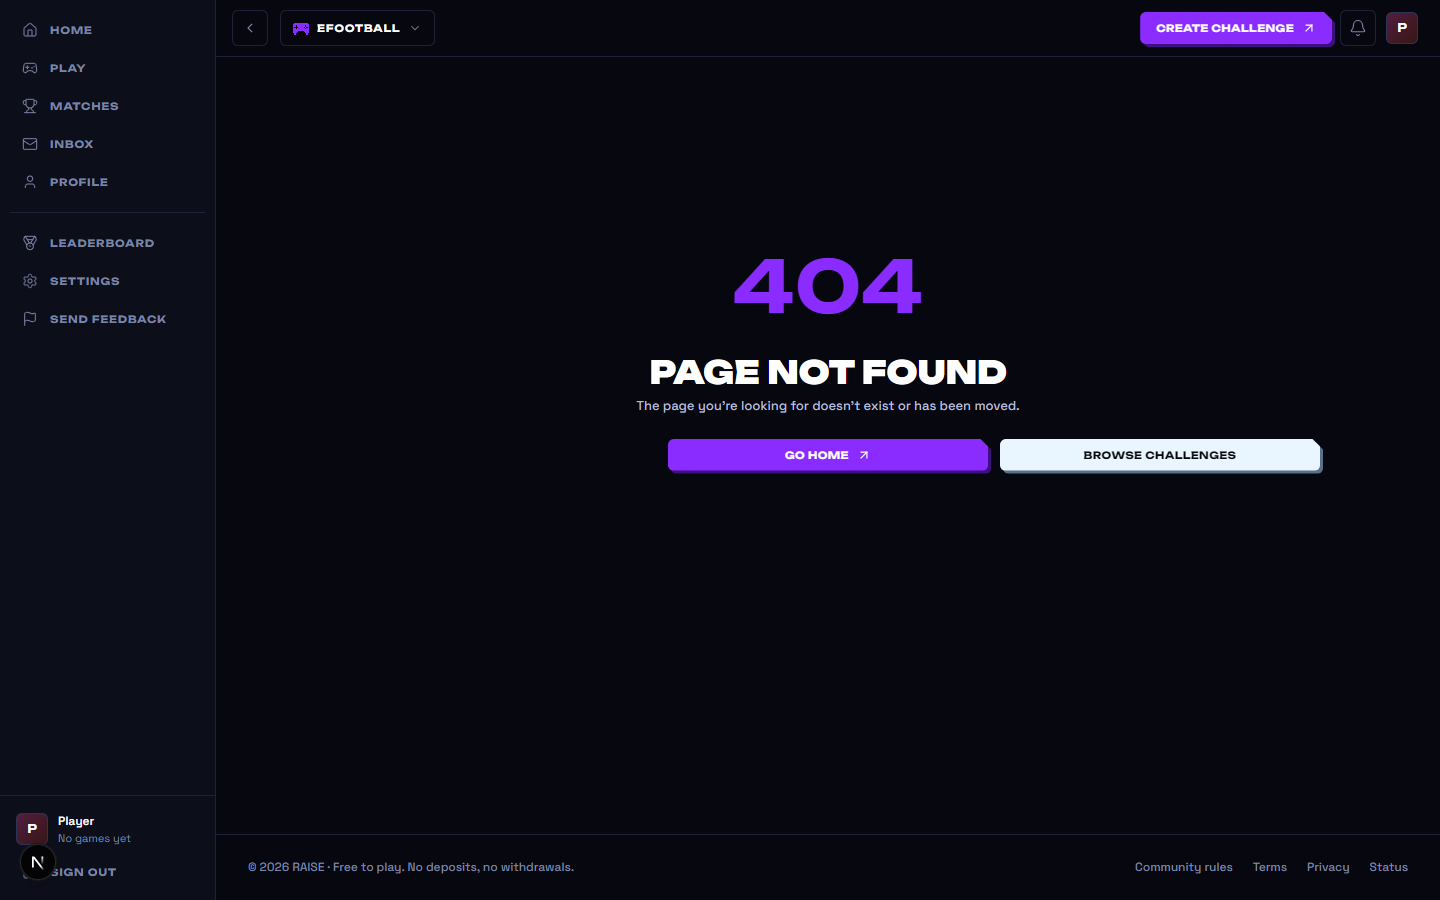 HOME
PLAY
MATCHES
INBOX
PROFILE
LEADERBOARD
SETTINGS
SEND FEEDBACK
P
Player
No games yet
N
SIGN OUT
EFOOTBALL
CREATE CHALLENGE
P
404
PAGE NOT FOUND
The page you're looking for doesn't exist or has been moved.
GO HOME
BROWSE CHALLENGES
© 2026 RAISE · Free to play. No deposits, no withdrawals.
Community rules
Terms
Privacy
Status